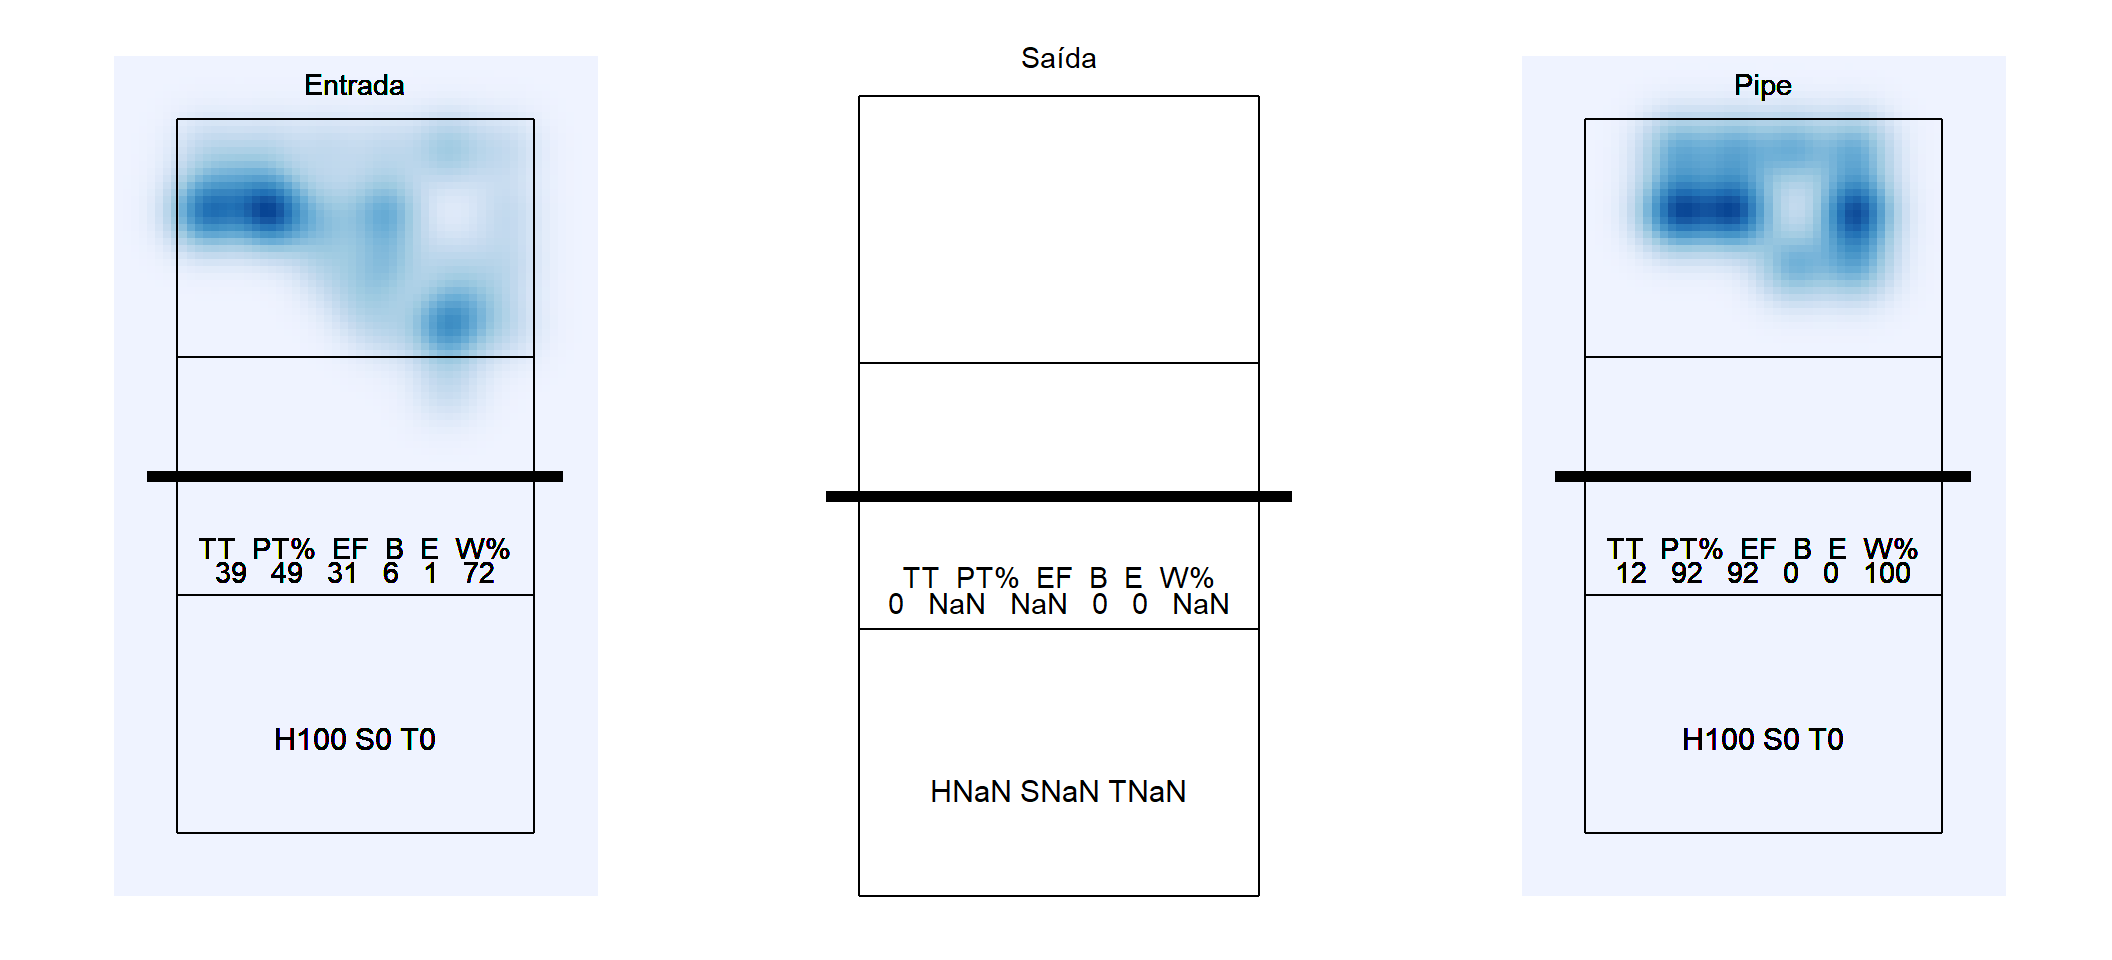 Entrada
TT PT% EF B E W%
39 49 31 6 1 72
H100 S0 T0
Saída
TT PT% EF B E W%
0 NaN NaN 0 0 NaN
HNaN SNaN TNaN
Pipe
TT PT% EF B E W%
12 92 92 0 0 100
H100 S0 T0